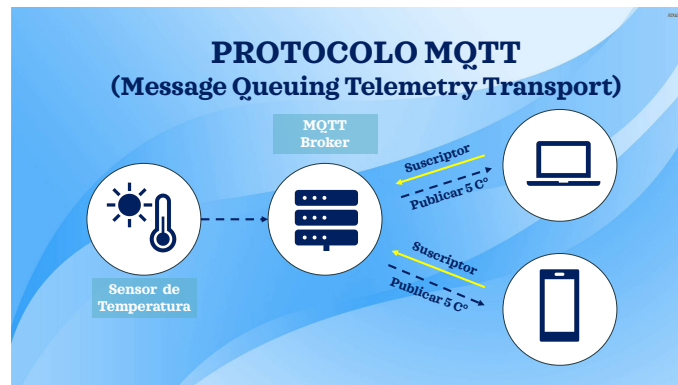 PROTOCOLO MQTT
(Message Queuing Telemetry Transport)
MQTT
Broker
Suscriptor
Publicar 5 C°
Sensor de
Temperatura
Suscriptor
Publicar 5 C°